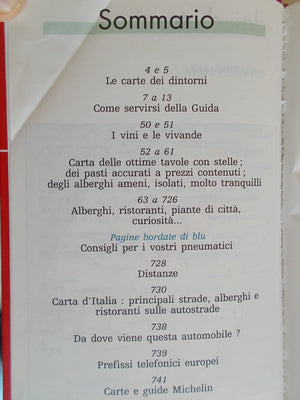 Sommario
4 e 5
Le carte dei dintorni
7 a 13
Come servirsi della Guida
50 e 51
I vini e le vivande
52 a 61
Carta delle ottime tavole con stelle ;
dei pasti accurati a prezzi contenuti ;
degli alberghi ameni, isolati, molto tranquilli
63 a 726
Alberghi, ristoranti, piante di città,
curiosità...
Pagine bordate di blu
Consigli per i vostri pneumatici
728
Distanze
730
Carta d'Italia : principali strade, alberghi e
ristoranti sulle autostrade
738
Da dove viene questa automobile ?
739
Prefissi telefonici europei
741
Carte e guide Michelin